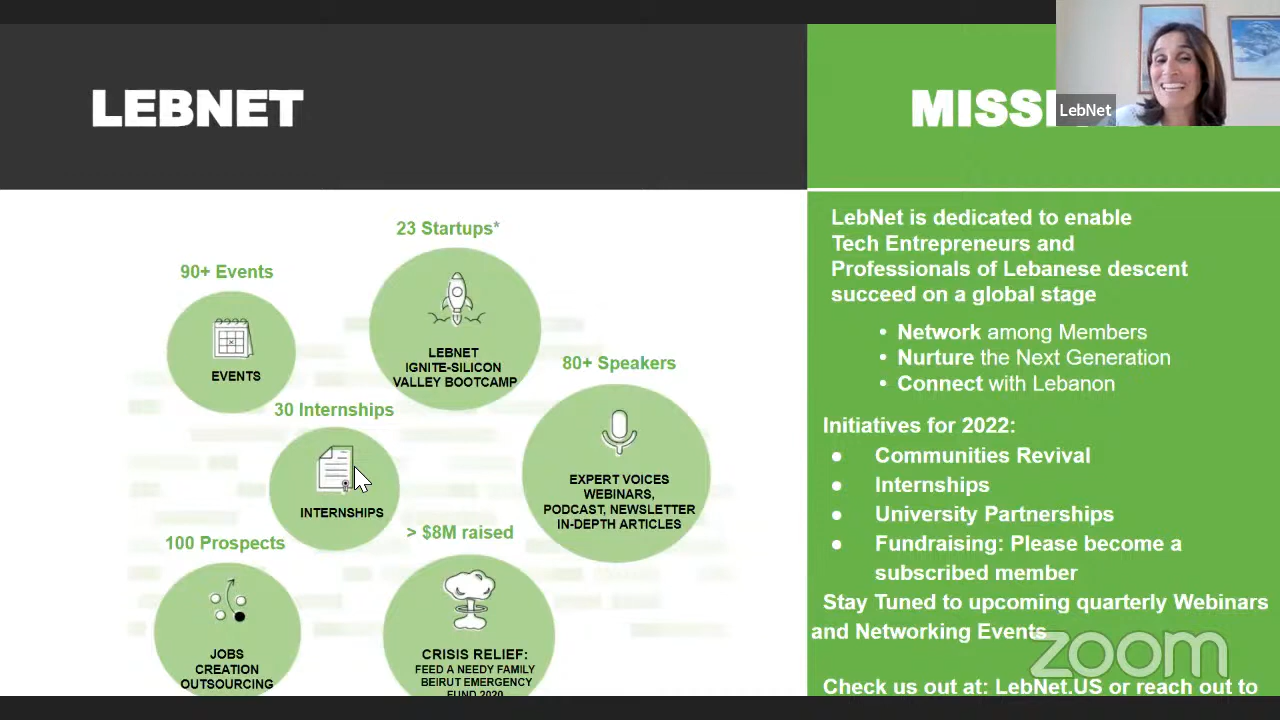 LEBNET
23 Startups*
90+ Events
LEBNET
IGNITE-SILICON
VALLEY BOOTCAMP
EVENTS
80+ Speakers
30 Internships
EXPERT VOICES
WEBINARS,
PODCAST, NEWSLETTER
IN-DEPTH ARTICLES
INTERNSHIPS
> $8M raised
100 Prospects
JOBS
CREATION
OUTSOURCING
CRISIS RELIEF:
FEED A NEEDY FAMILY
BEIRUT EMERGENCY
FUND 2020
MISSI
LebNet
LebNet is dedicated to enable
Tech Entrepreneurs and
Professionals of Lebanese descent
succeed on a global stage
• Network among Members
• Nurture the Next Generation
• Connect with Lebanon
Initiatives for 2022:
● Communities Revival
● Internships
● University Partnerships
● Fundraising: Please become a
subscribed member
Stay Tuned to upcoming quarterly Webinars
and Networking Events
zoom
Check us out at: LebNet.US or reach out to